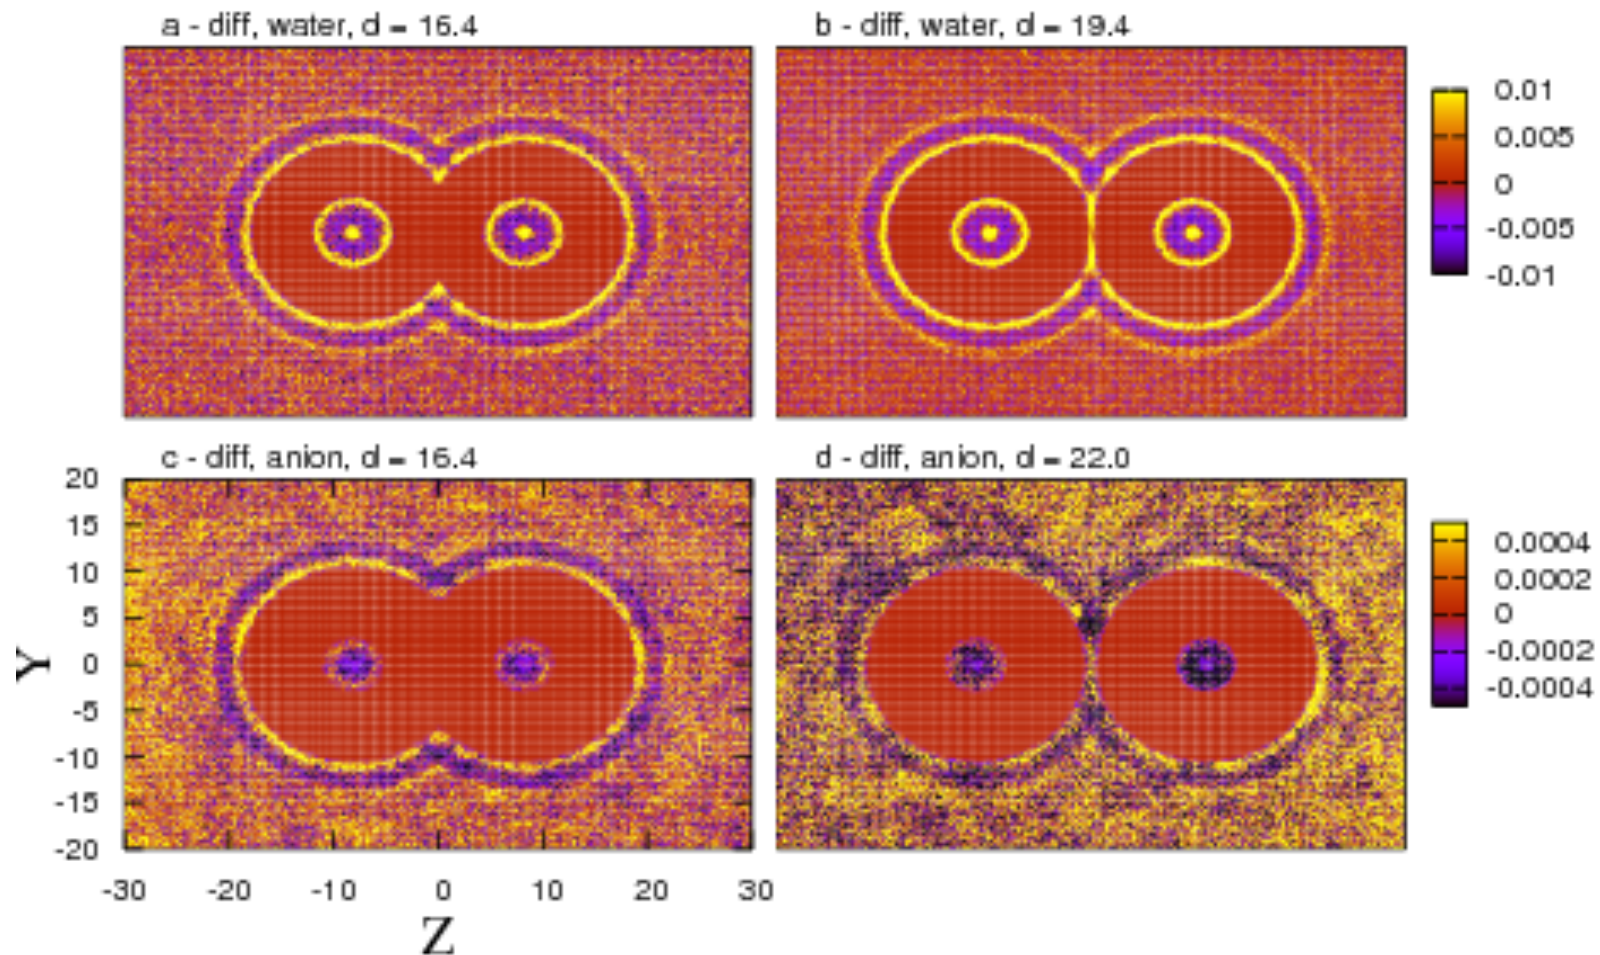 a - diff, water, d = 16.4
b - diff, water, d = 19.4
0.01
0.005
0
-0.005
-0.01
c - diff, anion, d = 16.4
d - diff, anion, d = 22.0
20
15
10
5
0
-5
-10
-15
-20
Y
0.0004
0.0002
0
-0.0002
-0.0004
-30 -20 -10 0 10 20 30
Z